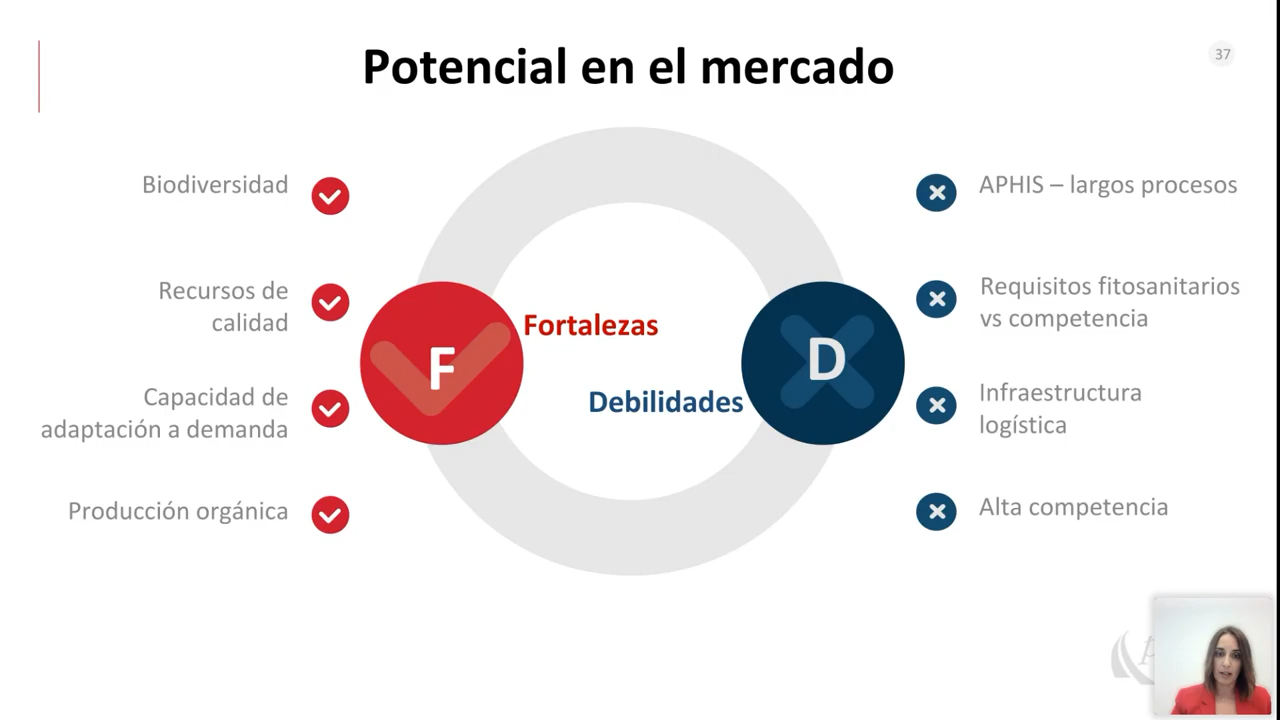 Potencial en el mercado
37
Biodiversidad
Recursos de
calidad
Capacidad de
adaptación a demanda
Producción orgánica
F
Fortalezas
Debilidades
D
APHIS – largos procesos
Requisitos fitosanitarios
vs competencia
Infraestructura
logística
Alta competencia